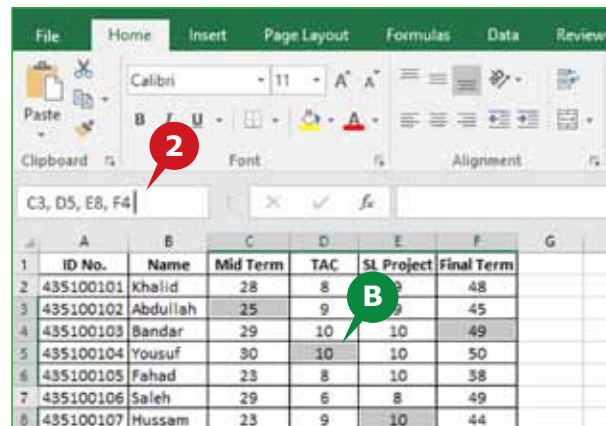 File Home Insert Page Layout Formulas Data Review
Calibri 11 A A
Paste B I U A
2
Clipboard Font Alignment
C3, D5, E8, F4 fx
A B C D E F G
1 ID No. Name Mid Term TAC SL Project Final Term
2 435100101 Khalid 28 8 9 48
3 435100102 Abdullah 25 9 9 45
B
4 435100103 Bandar 29 10 10 49
5 435100104 Yousuf 30 10 10 50
6 435100105 Fahad 23 8 10 38
7 435100106 Saleh 29 6 8 49
8 435100107 Hussam 23 9 10 44